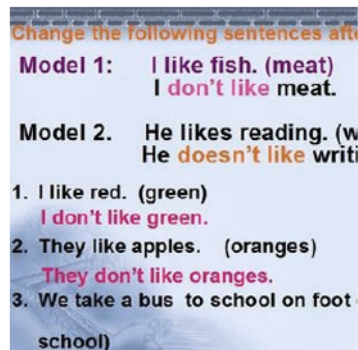 Change the following sentences
Model 1: I like fish. (meat)
I don't like meat.
Model 2. He likes reading.
He doesn't like
1. I like red. (green)
I don't like green.
2. They like apples. (oranges)
They don't like oranges.
3. We take a bus to school on foot
school)